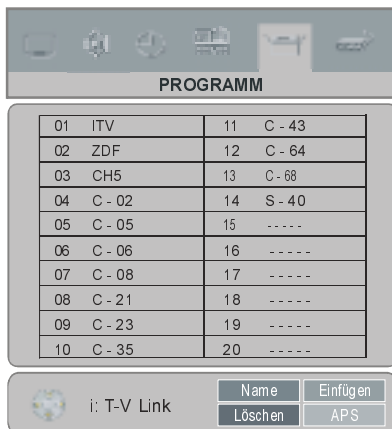 PROGRAMM
01 ITV 11 C - 43
02 ZDF 12 C - 64
03 CH5 13 C - 68
04 C - 02 14 S - 40
05 C - 05 15 - - - - -
06 C - 06 16 - - - - -
07 C - 08 17 - - - - -
08 C - 21 18 - - - - -
09 C - 23 19 - - - - -
10 C - 35 20 - - - - -
i: T-V Link
Name Einfügen
Löschen APS